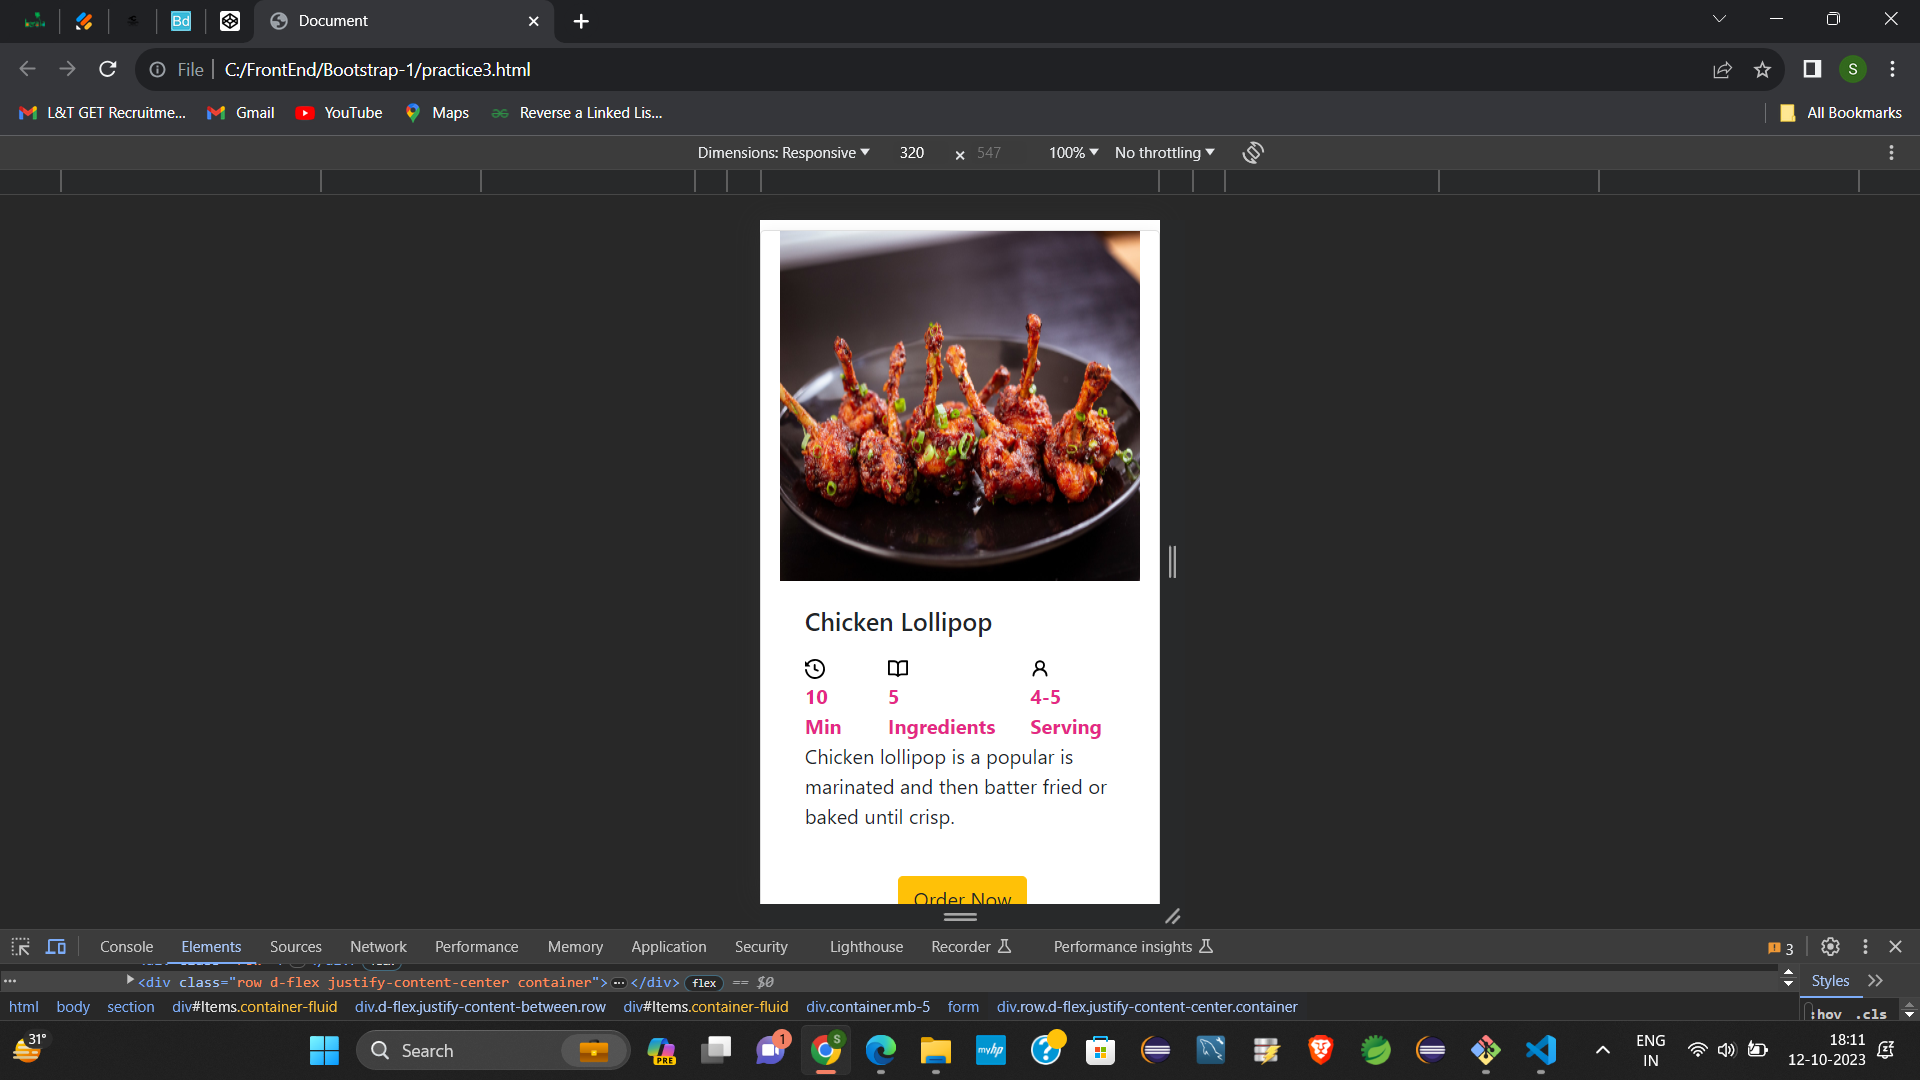 Bd
Document
File
C:/FrontEnd/Bootstrap-1/practice3.html
S
L&T GET Recruitme...
Gmail
YouTube
Maps
Reverse a Linked Lis...
All Bookmarks
Dimensions: Responsive
320
547
100%
No throttling
Chicken Lollipop
10
Min
5
Ingredients
4-5
Serving
Chicken lollipop is a popular is
marinated and then batter fried or
baked until crisp.
Order Now
Console
Elements
Sources
Network
Performance
Memory
Application
Security
Lighthouse
Recorder
Performance insights
3
<div class="row d-flex justify-content-center container"> … </div> flex == $0
Styles
html
body
section
div#Items.container-fluid
div.d-flex.justify-content-between.row
div#Items.container-fluid
div.container.mb-5
form
div.row.d-flex.justify-content-center.container
:hov .cls
31°
Search
PRE
1
S
myhp
ENG
IN
18:11
12-10-2023